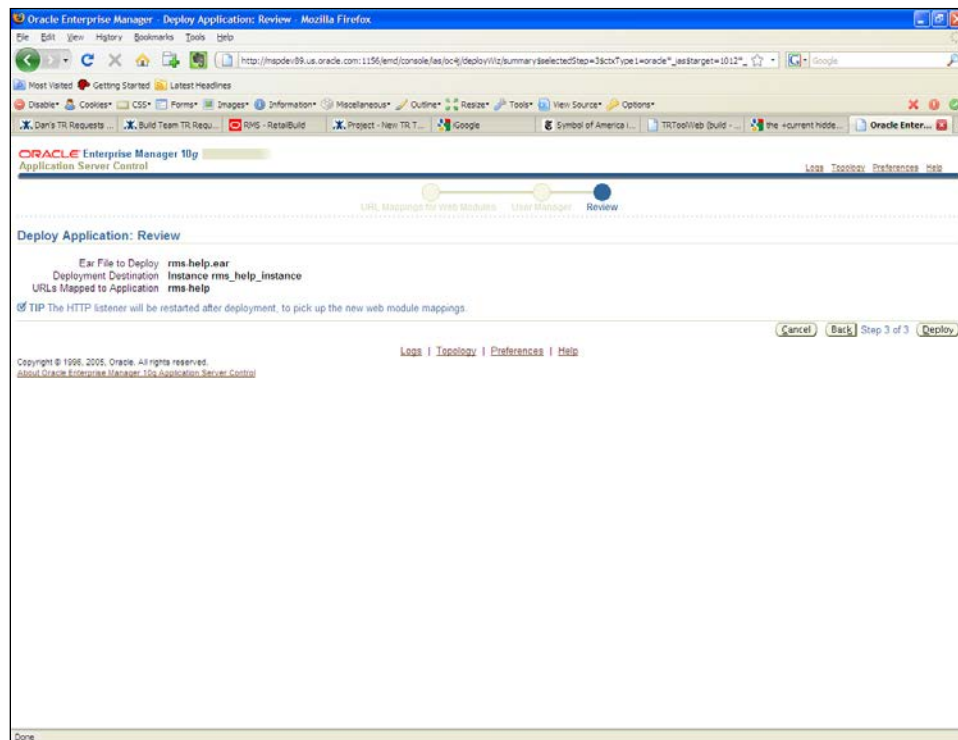 Oracle Enterprise Manager - Deploy Application: Review - Mozilla Firefox
File Edit View History Bookmarks Tools Help
Google
Most Visited Getting Started Latest Headlines
Disable Cookies CSS Forms Images Information Miscellaneous Outline Resize Tools View Source Options
Dan's TR Requests ... Build Team TR Requ... RMS - RetailBuild Project - New TR T... iGoogle Symbol of America i... TRToolWeb (build - ... the +current hidde... Oracle Enter...
ORACLE Enterprise Manager 10g
Application Server Control
Logs Topology Preferences Help
URL Mappings for Web Modules User Manager Review
Deploy Application: Review
Ear File to Deploy rms-help.ear
Deployment Destination Instance rms_help_instance
URLs Mapped to Application rms-help
TIP The HTTP listener will be restarted after deployment, to pick up the new web module mappings.
Cancel Back Step 3 of 3 Deploy
Logs | Topology | Preferences | Help
Copyright © 1996, 2005, Oracle. All rights reserved.
About Oracle Enterprise Manager 10g Application Server Control
Done